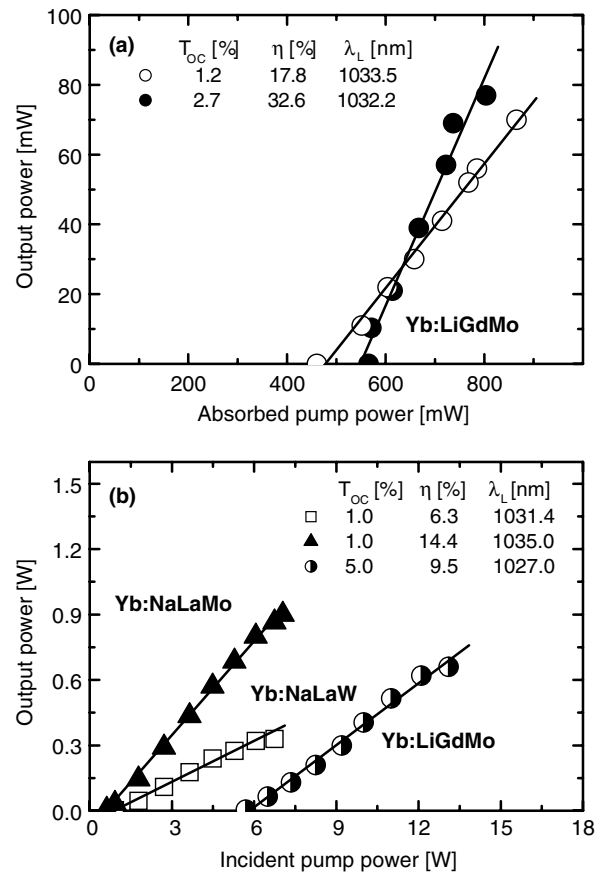 (a)
T_OC [%] η [%] λ_L [nm]
○ 1.2 17.8 1033.5
● 2.7 32.6 1032.2
Yb:LiGdMo
Output power [mW]
100
80
60
40
20
0
0 200 400 600 800
Absorbed pump power [mW]
(b)
T_OC [%] η [%] λ_L [nm]
□ 1.0 6.3 1031.4
▲ 1.0 14.4 1035.0
◑ 5.0 9.5 1027.0
Yb:NaLaMo
Yb:NaLaW
Yb:LiGdMo
Output power [W]
1.5
1.2
0.9
0.6
0.3
0.0
0 3 6 9 12 15 18
Incident pump power [W]